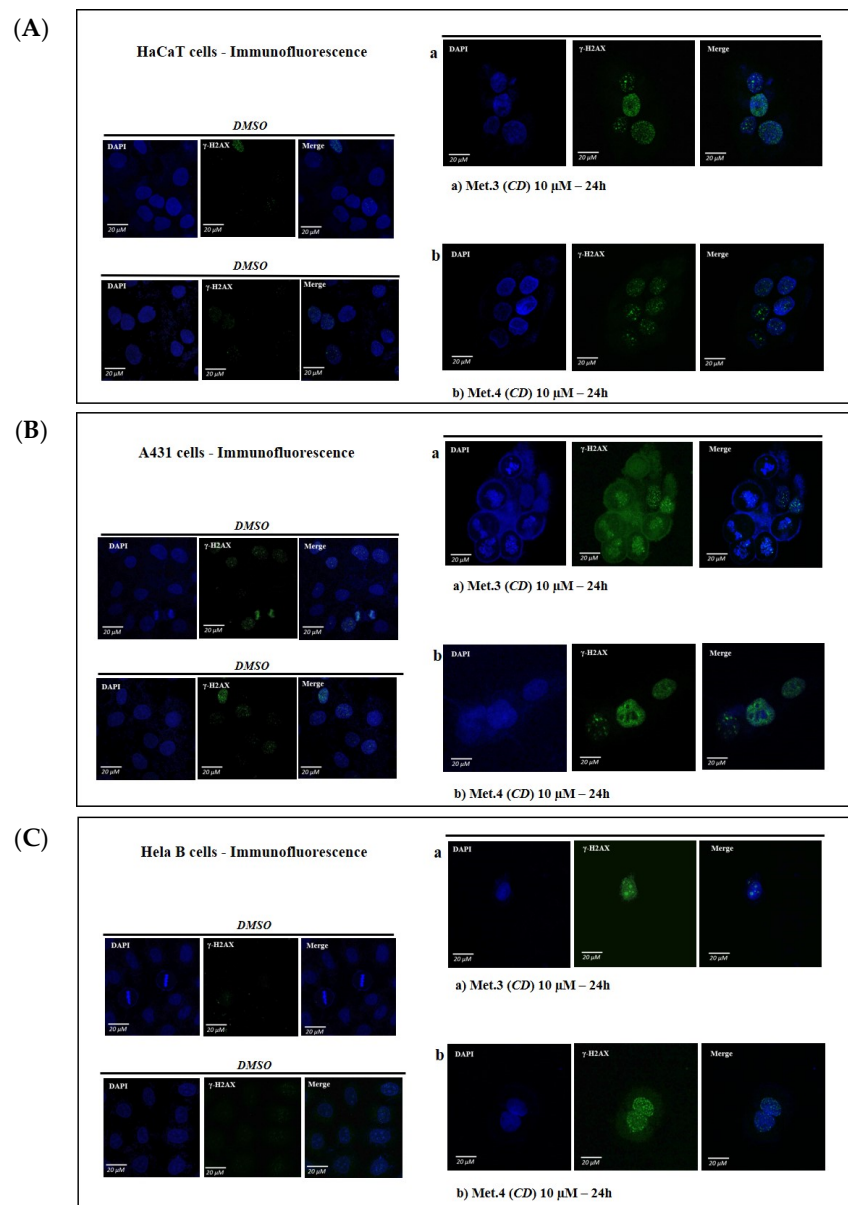 (A)
HaCaT cells - Immunofluorescence
DMSO
DAPI γ-H2AX Merge
20 µM 20 µM 20 µM
DMSO
DAPI γ-H2AX Merge
20 µM 20 µM 20 µM
a
DAPI γ-H2AX Merge
20 µM 20 µM 20 µM
a) Met.3 (CD) 10 µM – 24h
b
DAPI γ-H2AX Merge
20 µM 20 µM 20 µM
b) Met.4 (CD) 10 µM – 24h
(B)
A431 cells - Immunofluorescence
DMSO
DAPI γ-H2AX Merge
20 µM 20 µM 20 µM
DMSO
DAPI γ-H2AX Merge
20 µM 20 µM 20 µM
a
DAPI γ-H2AX Merge
20 µM 20 µM 20 µM
a) Met.3 (CD) 10 µM – 24h
b
DAPI γ-H2AX Merge
20 µM 20 µM 20 µM
b) Met.4 (CD) 10 µM – 24h
(C)
Hela B cells - Immunofluorescence
DMSO
DAPI γ-H2AX Merge
20 µM 20 µM 20 µM
DMSO
DAPI γ-H2AX Merge
20 µM 20 µM 20 µM
a
DAPI γ-H2AX Merge
20 µM 20 µM 20 µM
a) Met.3 (CD) 10 µM – 24h
b
DAPI γ-H2AX Merge
20 µM 20 µM 20 µM
b) Met.4 (CD) 10 µM – 24h